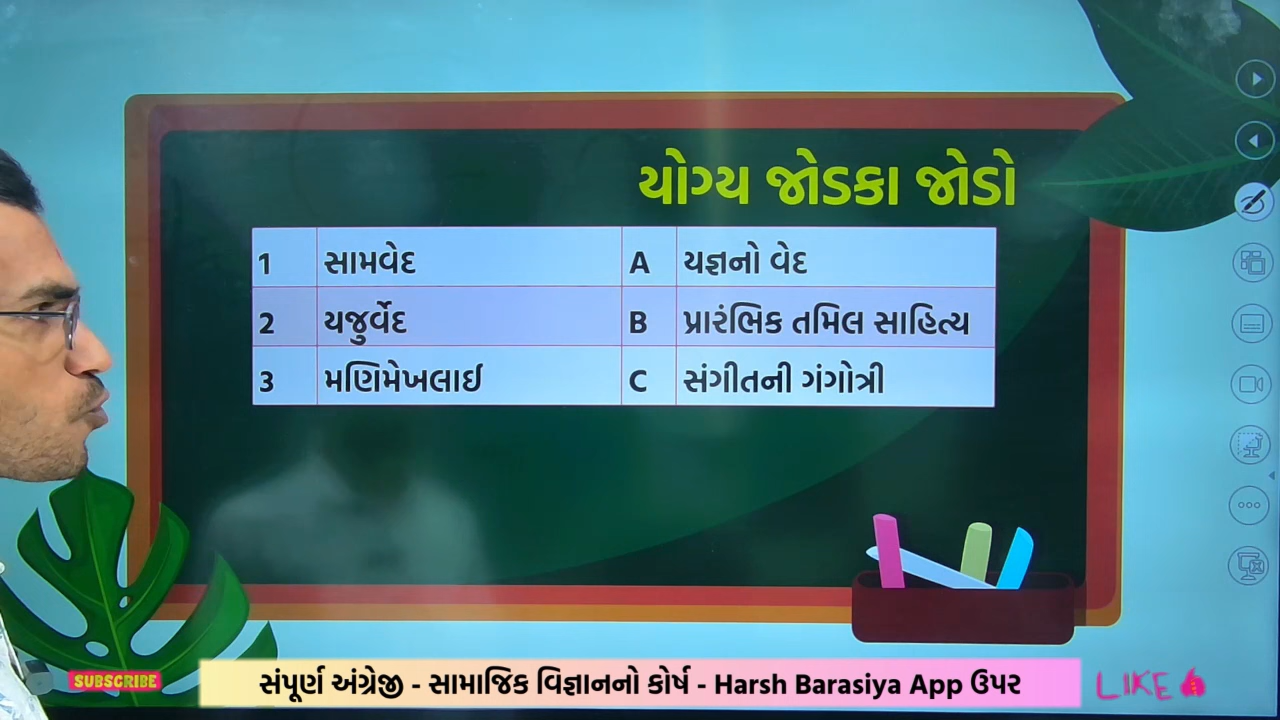 યોગ્ય જોડકા જોડો
1 સામવેદ A યજ્ઞનો વેદ
2 યજુર્વેદ B પ્રારંભિક તમિલ સાહિત્ય
3 મણિમેખલાઈ C સંગીતની ગંગોત્રી
SUBSCRIBE સંપૂર્ણ અંગ્રેજી - સામાજિક વિજ્ઞાનનો કોર્ષ - Harsh Barasiya App ઉપર LIKE